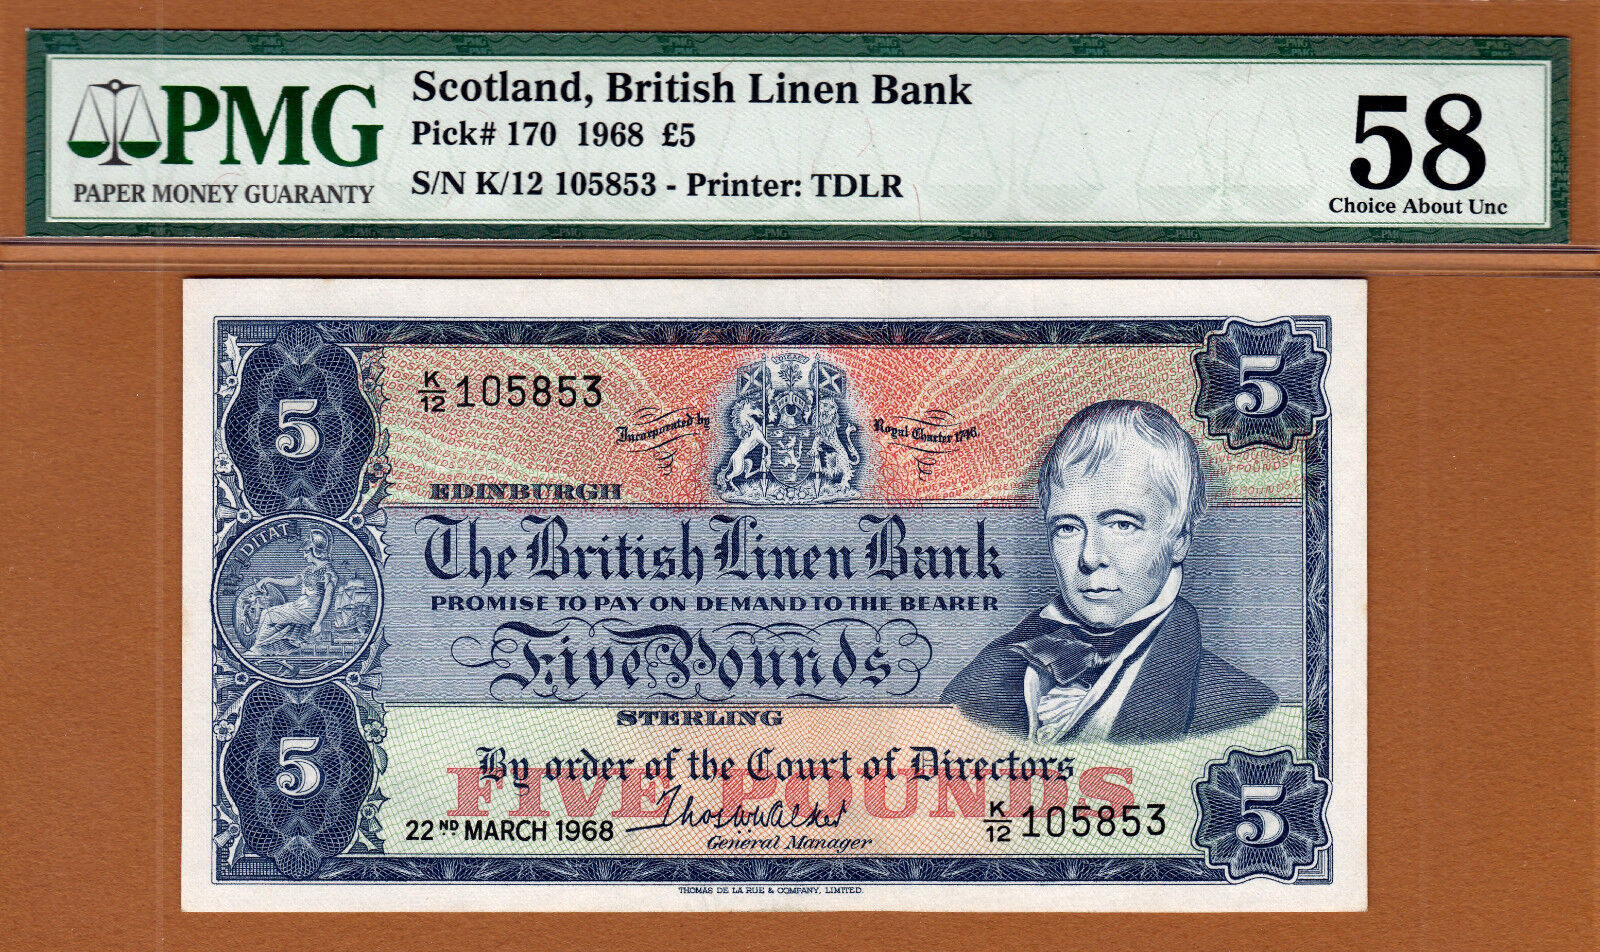 PMG
PAPER MONEY GUARANTY
Scotland, British Linen Bank
Pick# 170 1968 £5
S/N K/12 105853 - Printer: TDLR
58
Choice About Unc
5
5
K/12 105853
Incorporated by
Royal Charter 1746
EDINBURGH
The British Linen Bank
PROMISE TO PAY ON DEMAND TO THE BEARER
Five Pounds
STERLING
By order of the Court of Directors
FIVE POUNDS
22ND MARCH 1968
Thos W Walker
General Manager
K/12 105853
5
5
THOMAS DE LA RUE & COMPANY, LIMITED.